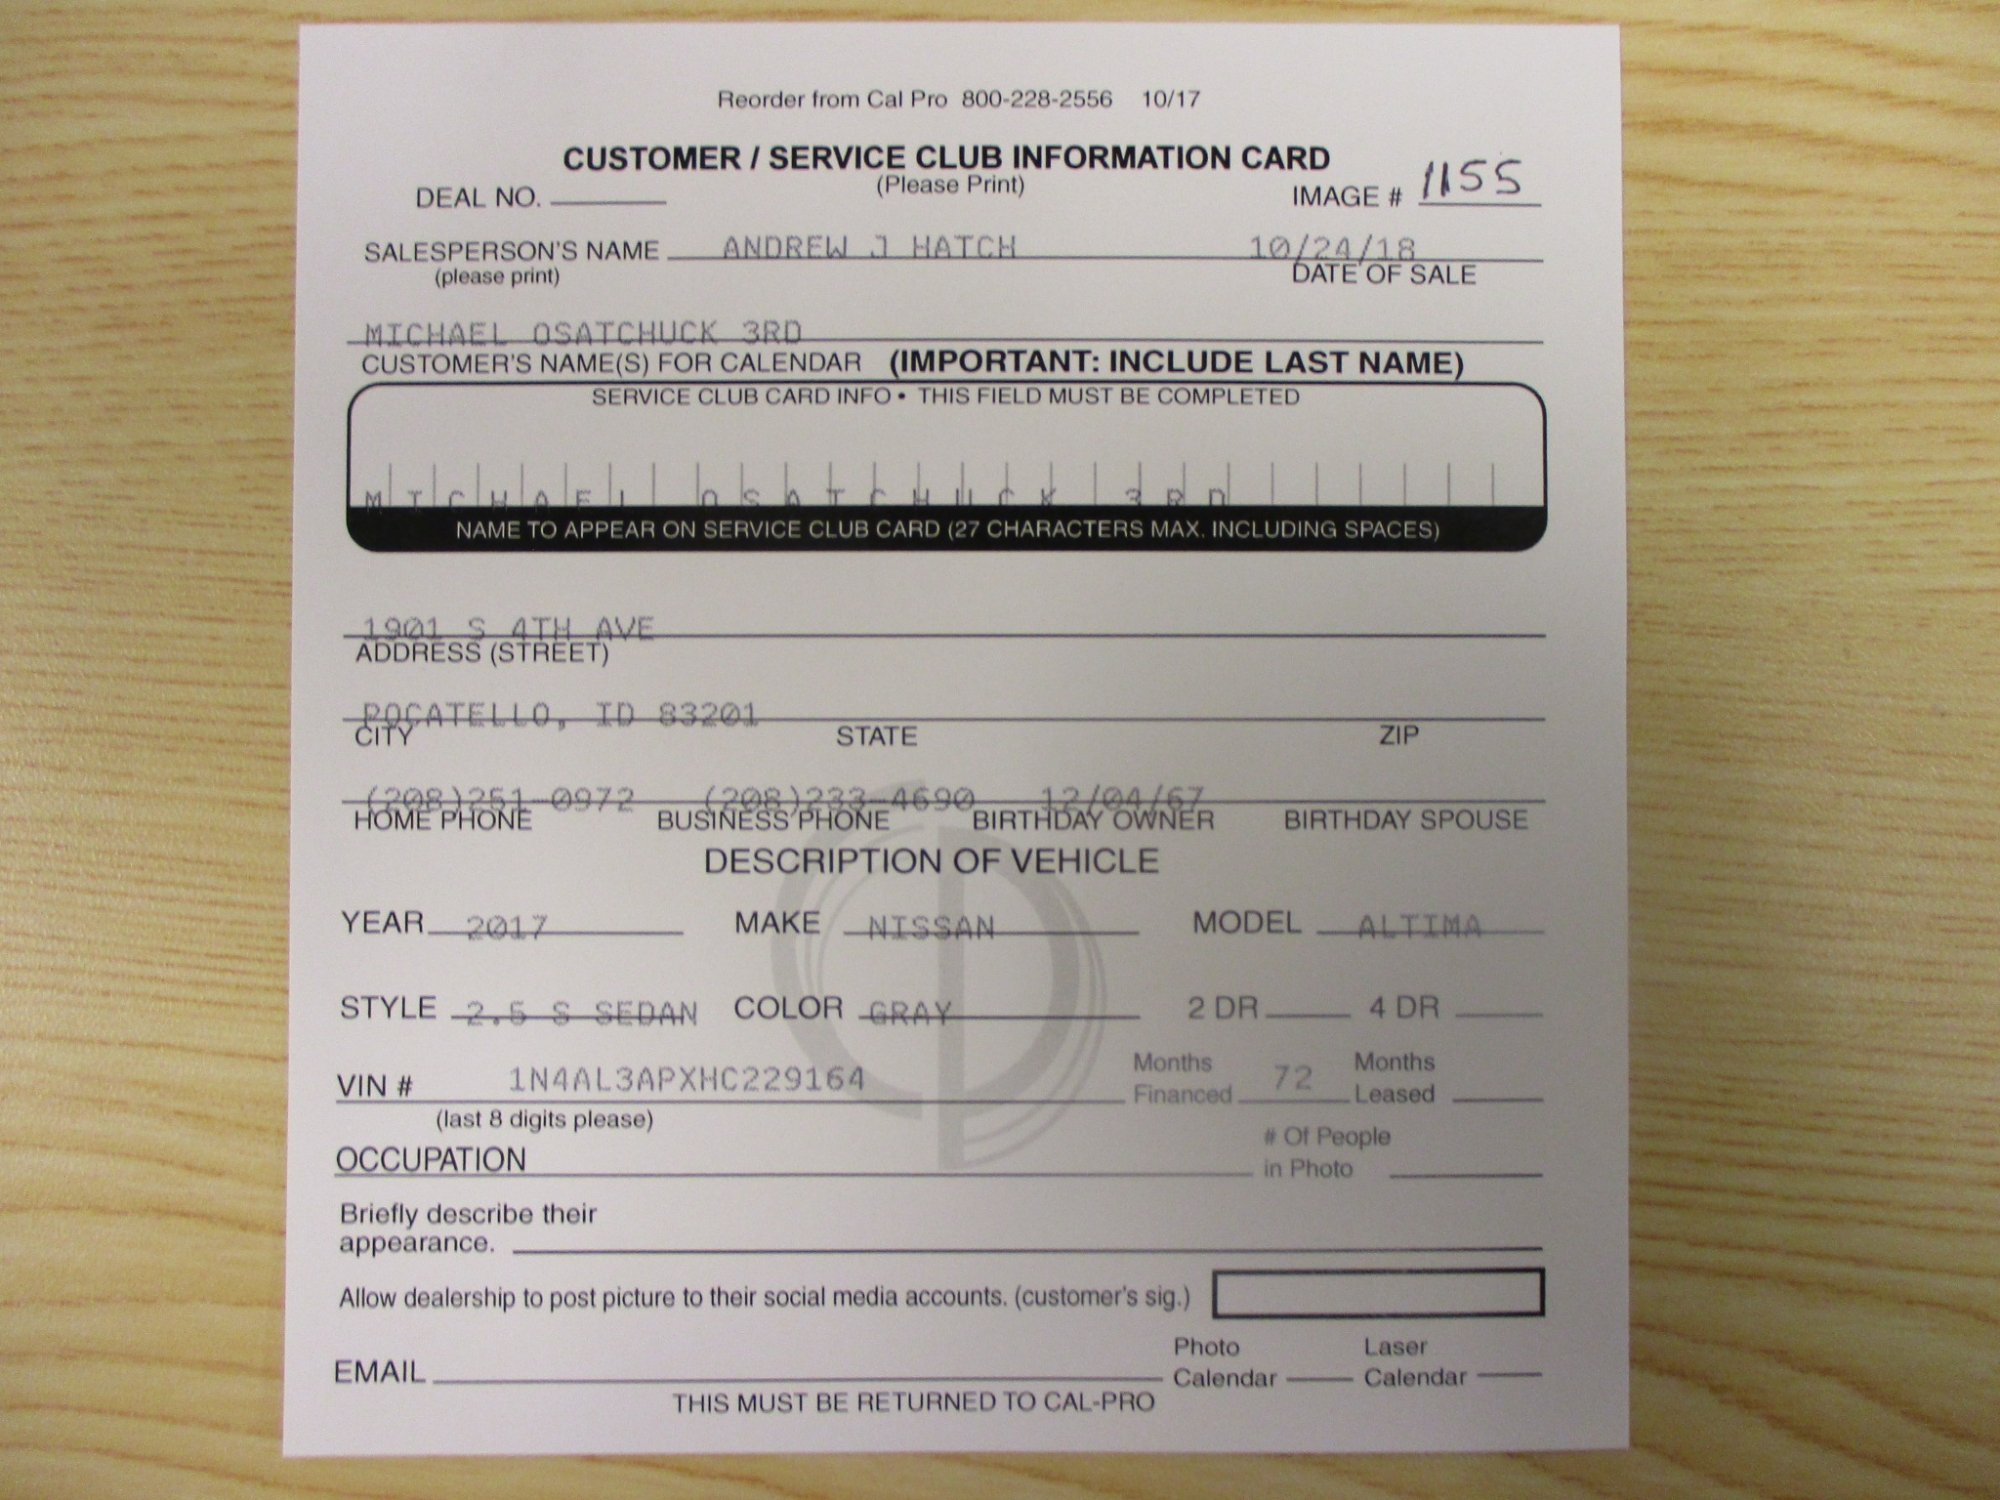 Reorder from Cal Pro 800-228-2556 10/17
CUSTOMER / SERVICE CLUB INFORMATION CARD
(Please Print)
DEAL NO. IMAGE # 1155
SALESPERSON'S NAME ANDREW J HATCH 10/24/18
(please print) DATE OF SALE
MICHAEL OSATCHUCK 3RD
CUSTOMER'S NAME(S) FOR CALENDAR (IMPORTANT: INCLUDE LAST NAME)
SERVICE CLUB CARD INFO • THIS FIELD MUST BE COMPLETED
MICHAEL OSATCHUCK 3RD
NAME TO APPEAR ON SERVICE CLUB CARD (27 CHARACTERS MAX. INCLUDING SPACES)
1901 S 4TH AVE
ADDRESS (STREET)
POCATELLO, ID 83201
CITY STATE ZIP
(208)251-0972 (208)233-4690 12/04/67
HOME PHONE BUSINESS PHONE BIRTHDAY OWNER BIRTHDAY SPOUSE
DESCRIPTION OF VEHICLE
YEAR 2017 MAKE NISSAN MODEL ALTIMA
STYLE 2.5 S SEDAN COLOR GRAY 2 DR 4 DR
VIN # 1N4AL3APXHC229164 Months Financed 72 Months Leased
(last 8 digits please)
OCCUPATION # Of People in Photo
Briefly describe their
appearance.
Allow dealership to post picture to their social media accounts. (customer's sig.)
EMAIL Photo Calendar Laser Calendar
THIS MUST BE RETURNED TO CAL-PRO